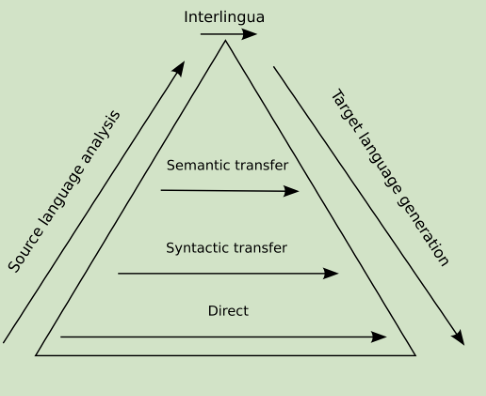 Interlingua
Source language analysis
Target language generation
Semantic transfer
Syntactic transfer
Direct